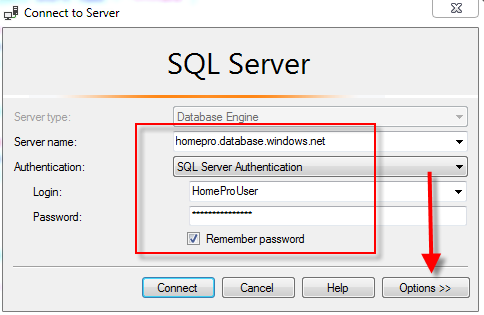 Connect to Server
SQL Server
Server type: Database Engine
Server name: homepro.database.windows.net
Authentication: SQL Server Authentication
Login: HomeProUser
Password: ***************
Remember password
Connect Cancel Help Options >>